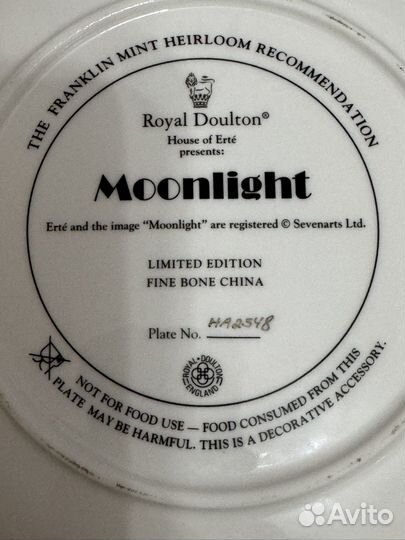 THE FRANKLIN MINT HEIRLOOM RECOMMENDATION
Royal Doulton®
House of Erté
presents:
Moonlight
Erté and the image “Moonlight” are registered © Sevenarts Ltd.
LIMITED EDITION
FINE BONE CHINA
Plate No. HA2548
ROYAL DOULTON
ENGLAND
NOT FOR FOOD USE — FOOD CONSUMED FROM THIS
PLATE MAY BE HARMFUL. THIS IS A DECORATIVE ACCESSORY.
Avito